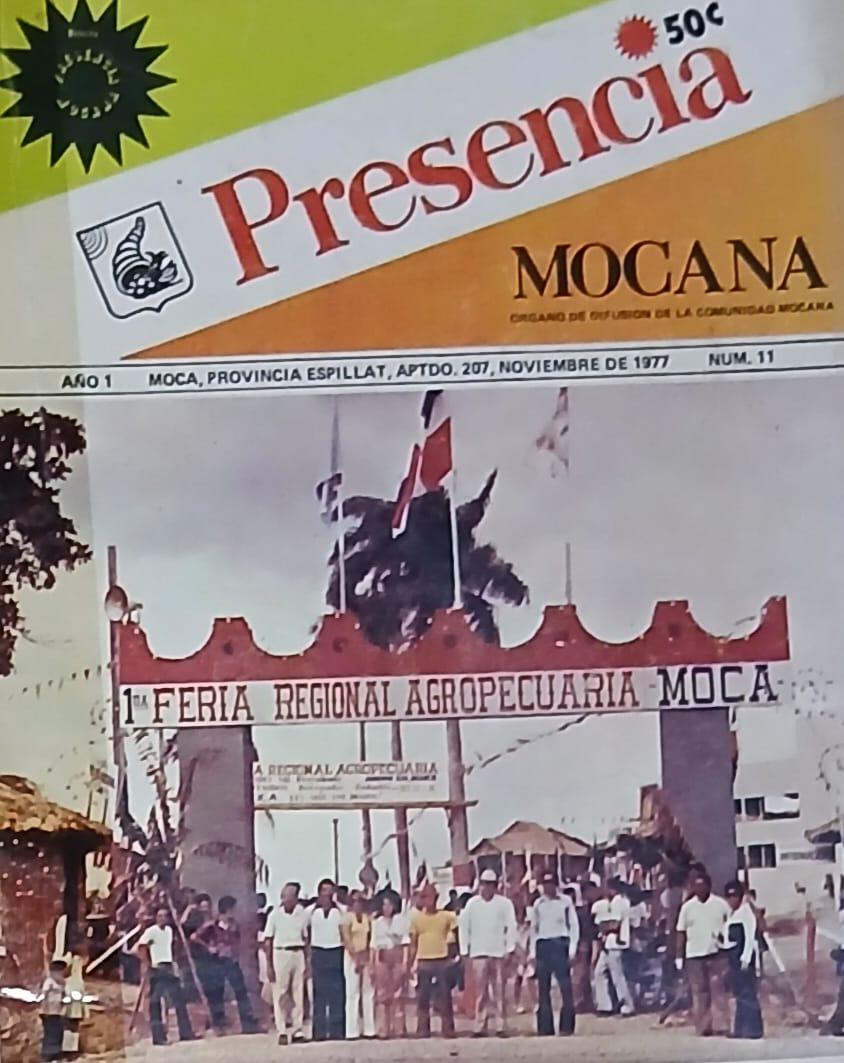 50¢
Presencia
MOCANA
ORGANO DE DIFUSION DE LA COMUNIDAD MOCANA
AÑO 1 MOCA, PROVINCIA ESPILLAT, APTDO. 207, NOVIEMBRE DE 1977 NUM. 11
1RA FERIA REGIONAL AGROPECUARIA - MOCA
A REGIONAL AGROPECUARIA